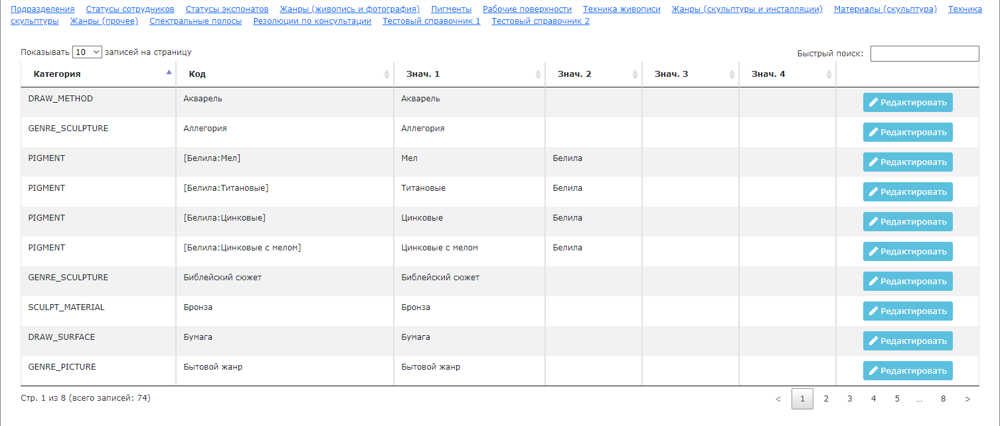 Подразделения Статусы сотрудников Статусы экспонатов Жанры (живопись и фотография) Пигменты Рабочие поверхности Техника живописи Жанры (скульптуры и инсталляции) Материалы (скульптура) Техника
скульптуры Жанры (прочее) Спектральные полосы Резолюции по консультации Тестовый справочник 1 Тестовый справочник 2
Показывать 10 записей на страницу Быстрый поиск:
Категория Код Знач. 1 Знач. 2 Знач. 3 Знач. 4
DRAW_METHOD Акварель Акварель Редактировать
GENRE_SCULPTURE Аллегория Аллегория Редактировать
PIGMENT [Белила:Мел] Мел Белила Редактировать
PIGMENT [Белила:Титановые] Титановые Белила Редактировать
PIGMENT [Белила:Цинковые] Цинковые Белила Редактировать
PIGMENT [Белила:Цинковые с мелом] Цинковые с мелом Белила Редактировать
GENRE_SCULPTURE Библейский сюжет Библейский сюжет Редактировать
SCULPT_MATERIAL Бронза Бронза Редактировать
DRAW_SURFACE Бумага Бумага Редактировать
GENRE_PICTURE Бытовой жанр Бытовой жанр Редактировать
Стр. 1 из 8 (всего записей: 74) < 1 2 3 4 5 ... 8 >